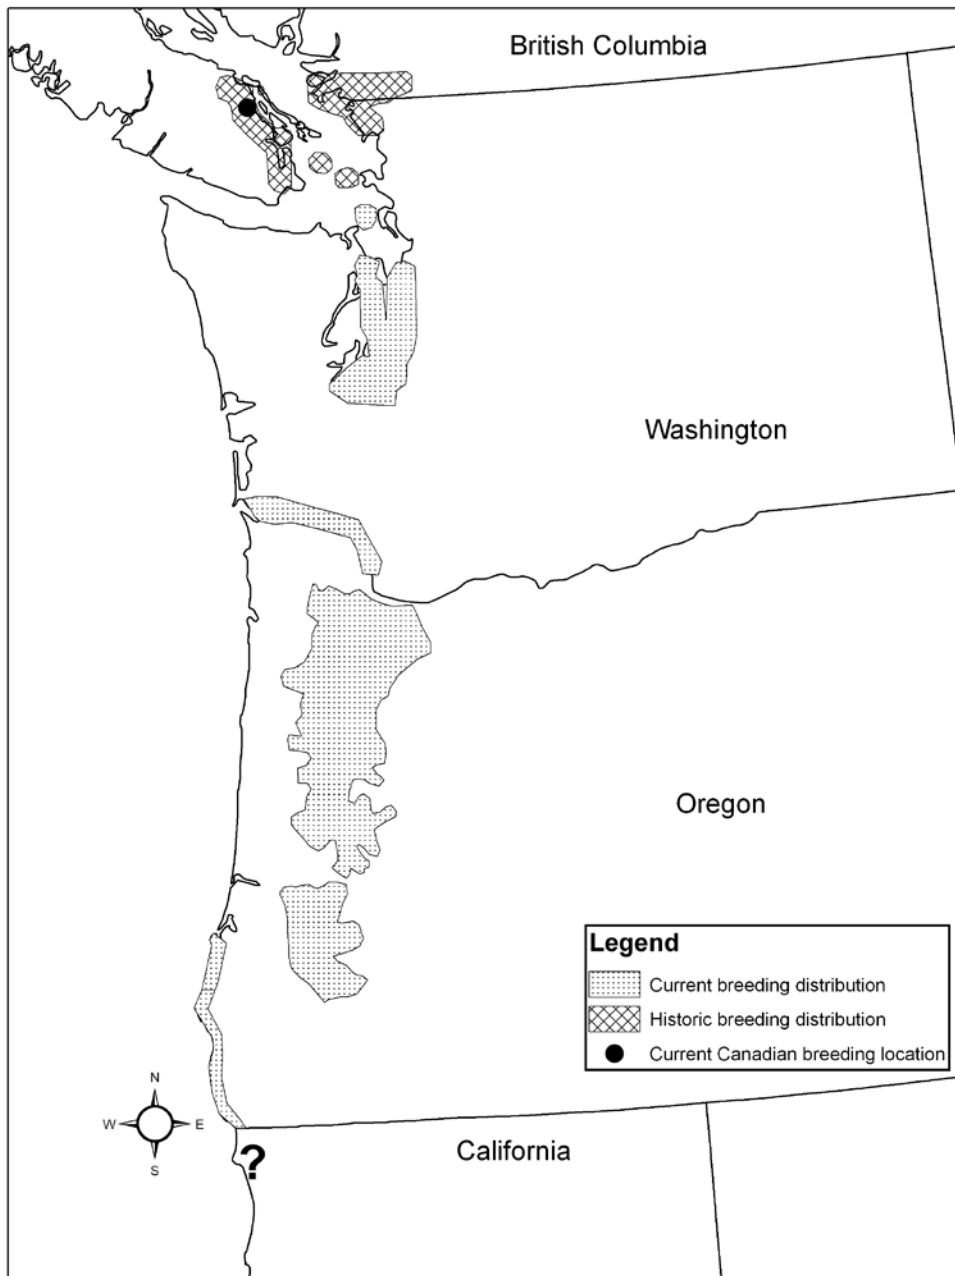 British Columbia
Washington
Oregon
Legend
Current breeding distribution
Historic breeding distribution
Current Canadian breeding location
N
W E
S
California
?